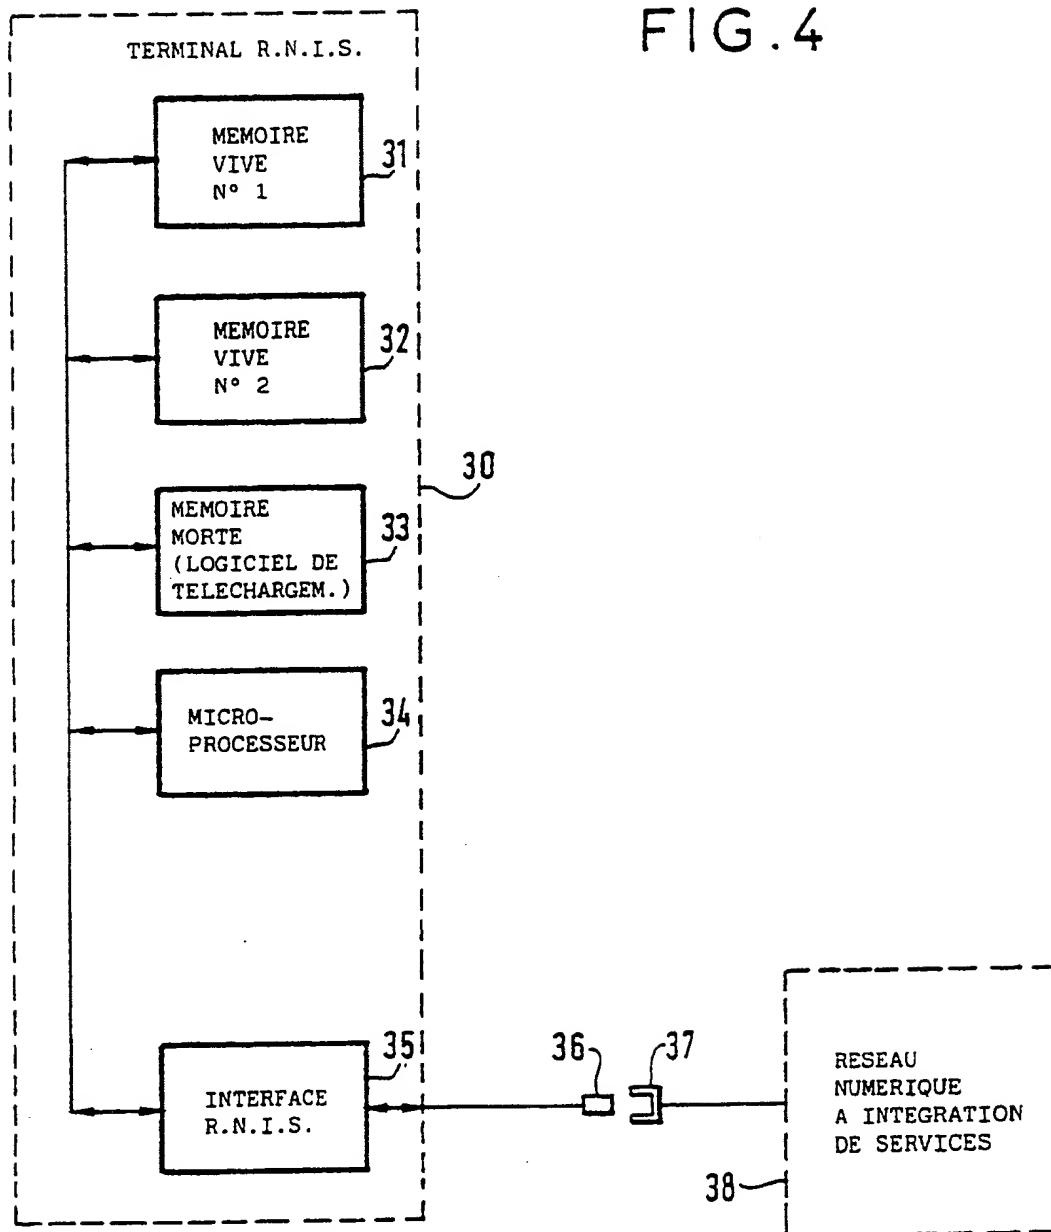 FIG.4
TERMINAL R.N.I.S.
MEMOIRE
VIVE
N° 1
31
MEMOIRE
VIVE
N° 2
32
30
MEMOIRE
MORTE
(LOGICIEL DE
TELECHARGEM.)
33
MICRO-
PROCESSEUR
34
INTERFACE
R.N.I.S.
35
36
37
RESEAU
NUMERIQUE
A INTEGRATION
DE SERVICES
38